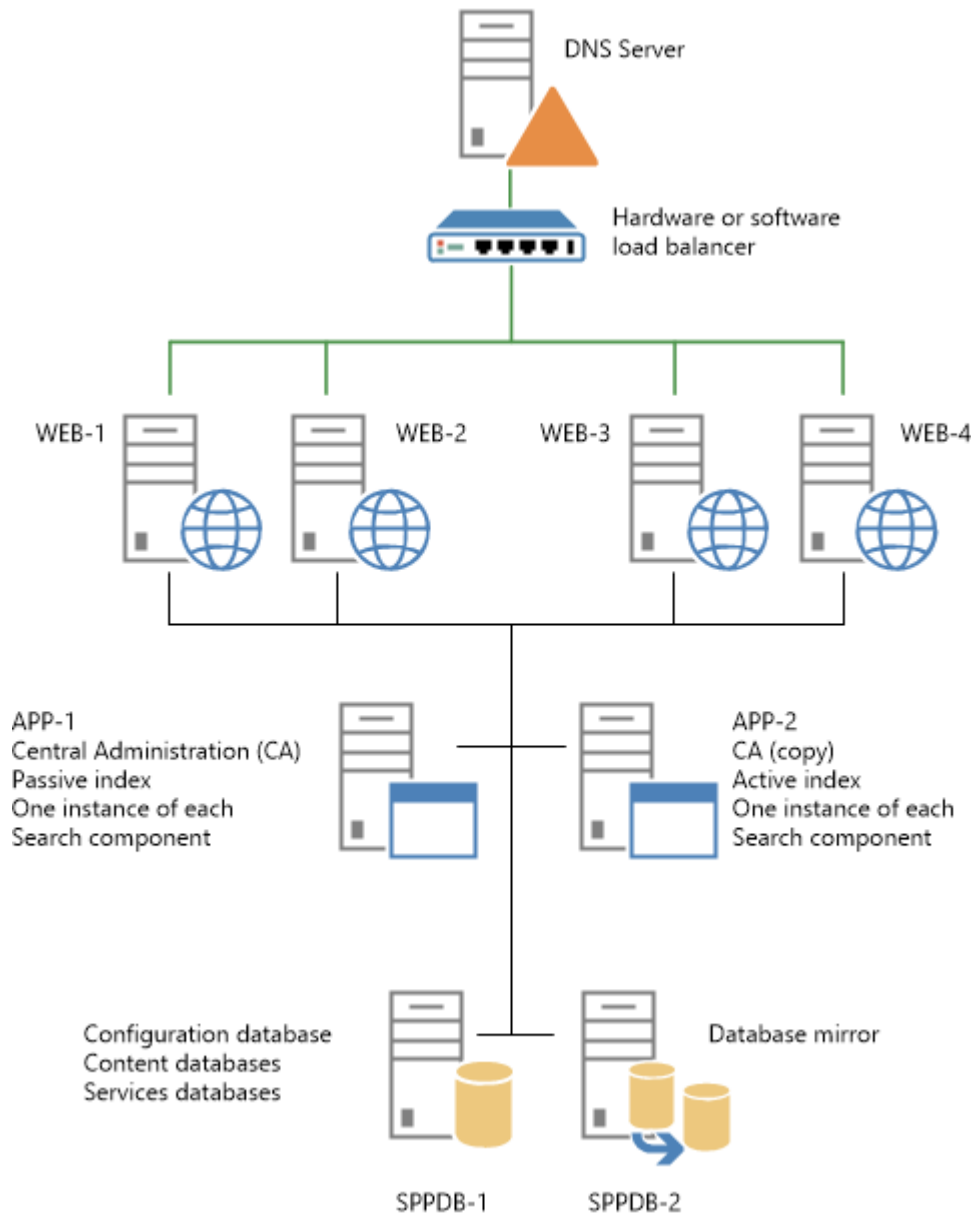 DNS Server
Hardware or software
load balancer
WEB-1
WEB-2
WEB-3
WEB-4
APP-1
Central Administration (CA)
Passive index
One instance of each
Search component
APP-2
CA (copy)
Active index
One instance of each
Search component
Configuration database
Content databases
Services databases
Database mirror
SPPDB-1
SPPDB-2